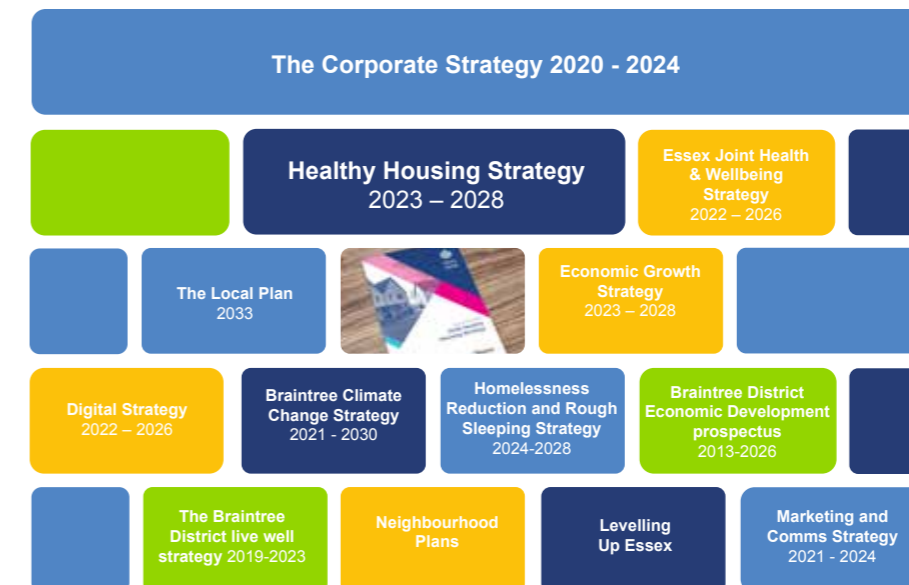 The Corporate Strategy 2020 - 2024
Healthy Housing Strategy
2023 – 2028
Essex Joint Health
& Wellbeing
Strategy
2022 – 2026
The Local Plan
2033
Economic Growth
Strategy
2023 – 2028
Digital Strategy
2022 – 2026
Braintree Climate
Change Strategy
2021 - 2030
Homelessness
Reduction and Rough
Sleeping Strategy
2024-2028
Braintree District
Economic Development
prospectus
2013-2026
The Braintree
District live well
strategy 2019-2023
Neighbourhood
Plans
Levelling
Up Essex
Marketing and
Comms Strategy
2021 - 2024